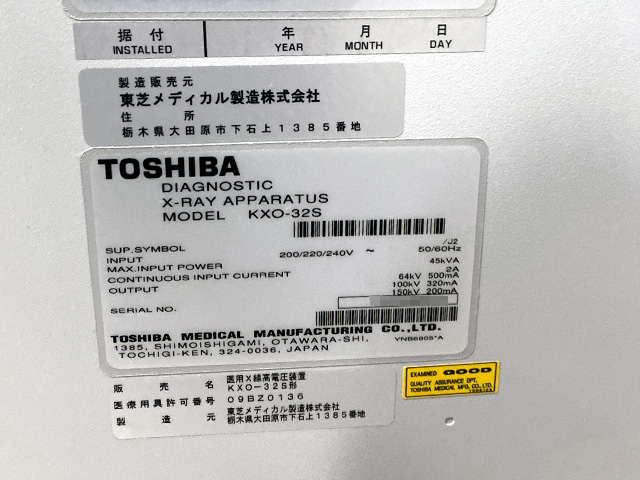 据付 年 月 日
INSTALLED YEAR MONTH DAY
製造販売元
東芝メディカル製造株式会社
住所
栃木県大田原市下石上1385番地
TOSHIBA
DIAGNOSTIC
X-RAY APPARATUS
MODEL KXO-32S
SUP.SYMBOL /J2
INPUT 200/220/240V ~ 50/60Hz
MAX.INPUT POWER 45kVA
CONTINUOUS INPUT CURRENT 2A
OUTPUT 64kV 500mA
100kV 320mA
150kV 200mA
SERIAL NO.
TOSHIBA MEDICAL MANUFACTURING CO.,LTD.
1385, SHIMOISHIGAMI, OTAWARA-SHI,
TOCHIGI-KEN, 324-0036, JAPAN
販売名 医用X線高電圧装置
KXO-32S形
医療用具許可番号 09BZ0136
製造元 東芝メディカル製造株式会社
栃木県大田原市下石上1385番地
EXAMINED GOOD
QUALITY ASSURANCE DPT.
TOSHIBA MEDICAL MFG.CO.,LTD.